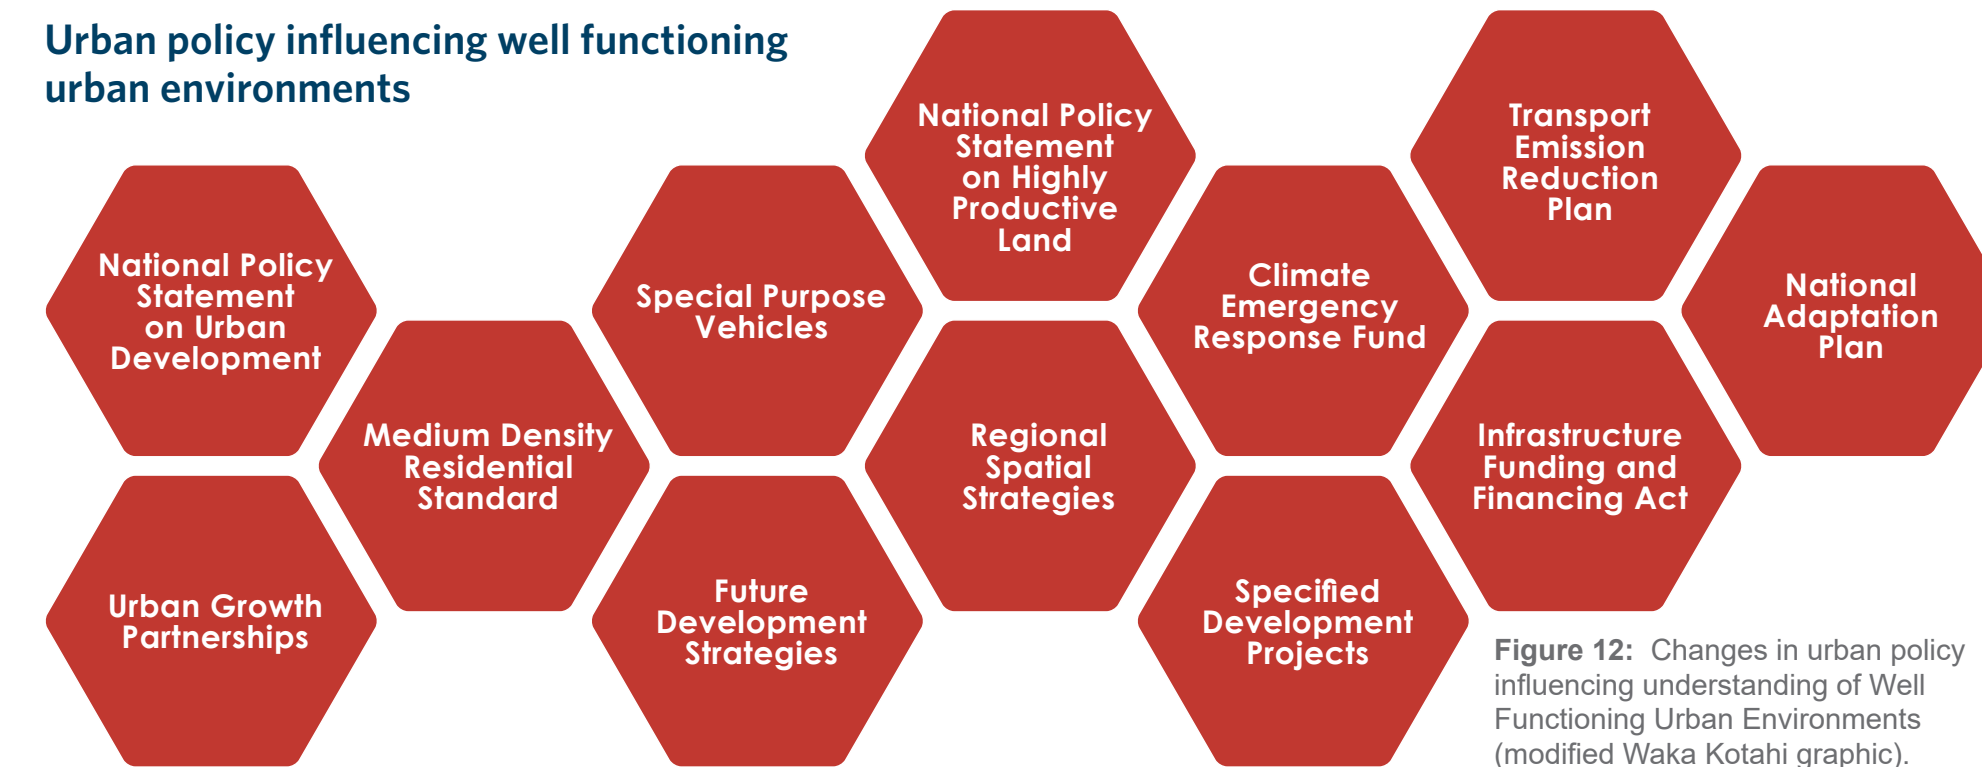 Urban policy influencing well functioning
urban environments
National Policy
Statement
on Urban
Development
Urban Growth
Partnerships
Medium Density
Residential
Standard
Special Purpose
Vehicles
Future
Development
Strategies
National Policy
Statement
on Highly
Productive
Land
Regional
Spatial
Strategies
Climate
Emergency
Response Fund
Specified
Development
Projects
Transport
Emission
Reduction
Plan
Infrastructure
Funding and
Financing Act
National
Adaptation
Plan
Figure 12: Changes in urban policy
influencing understanding of Well
Functioning Urban Environments
(modified Waka Kotahi graphic).